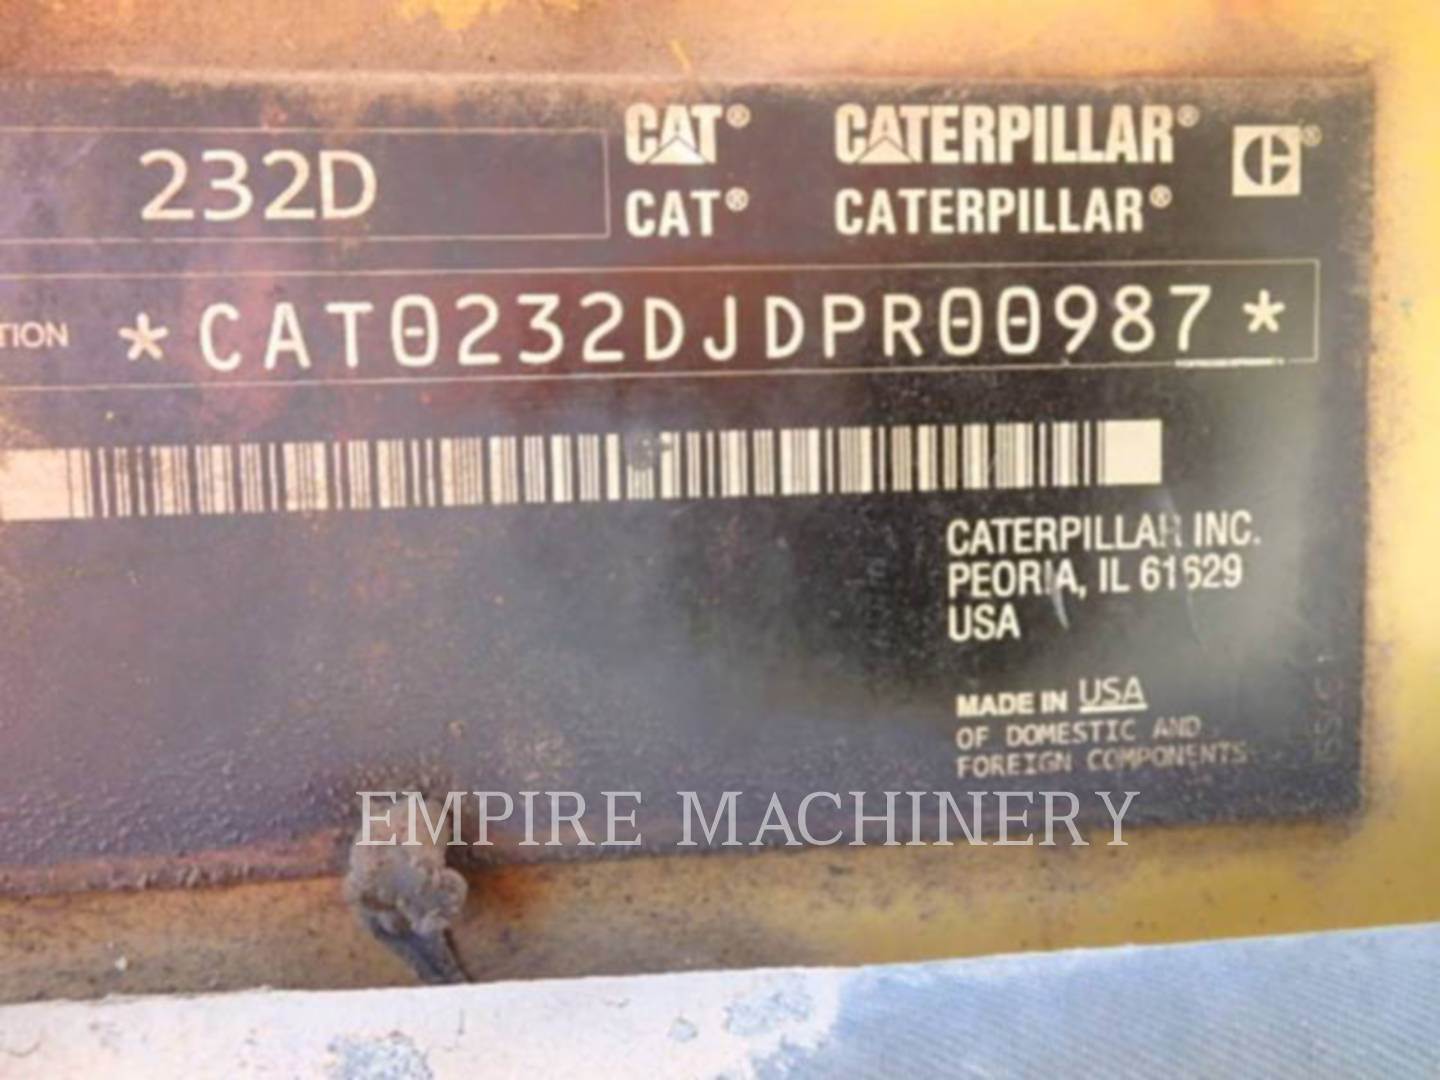 232D
CAT® CATERPILLAR®
CAT® CATERPILLAR®
TION *CAT0232DJDPR00987*
CATERPILLAR INC.
PEORIA, IL 61629
USA
MADE IN USA
OF DOMESTIC AND
FOREIGN COMPONENTS
EMPIRE MACHINERY